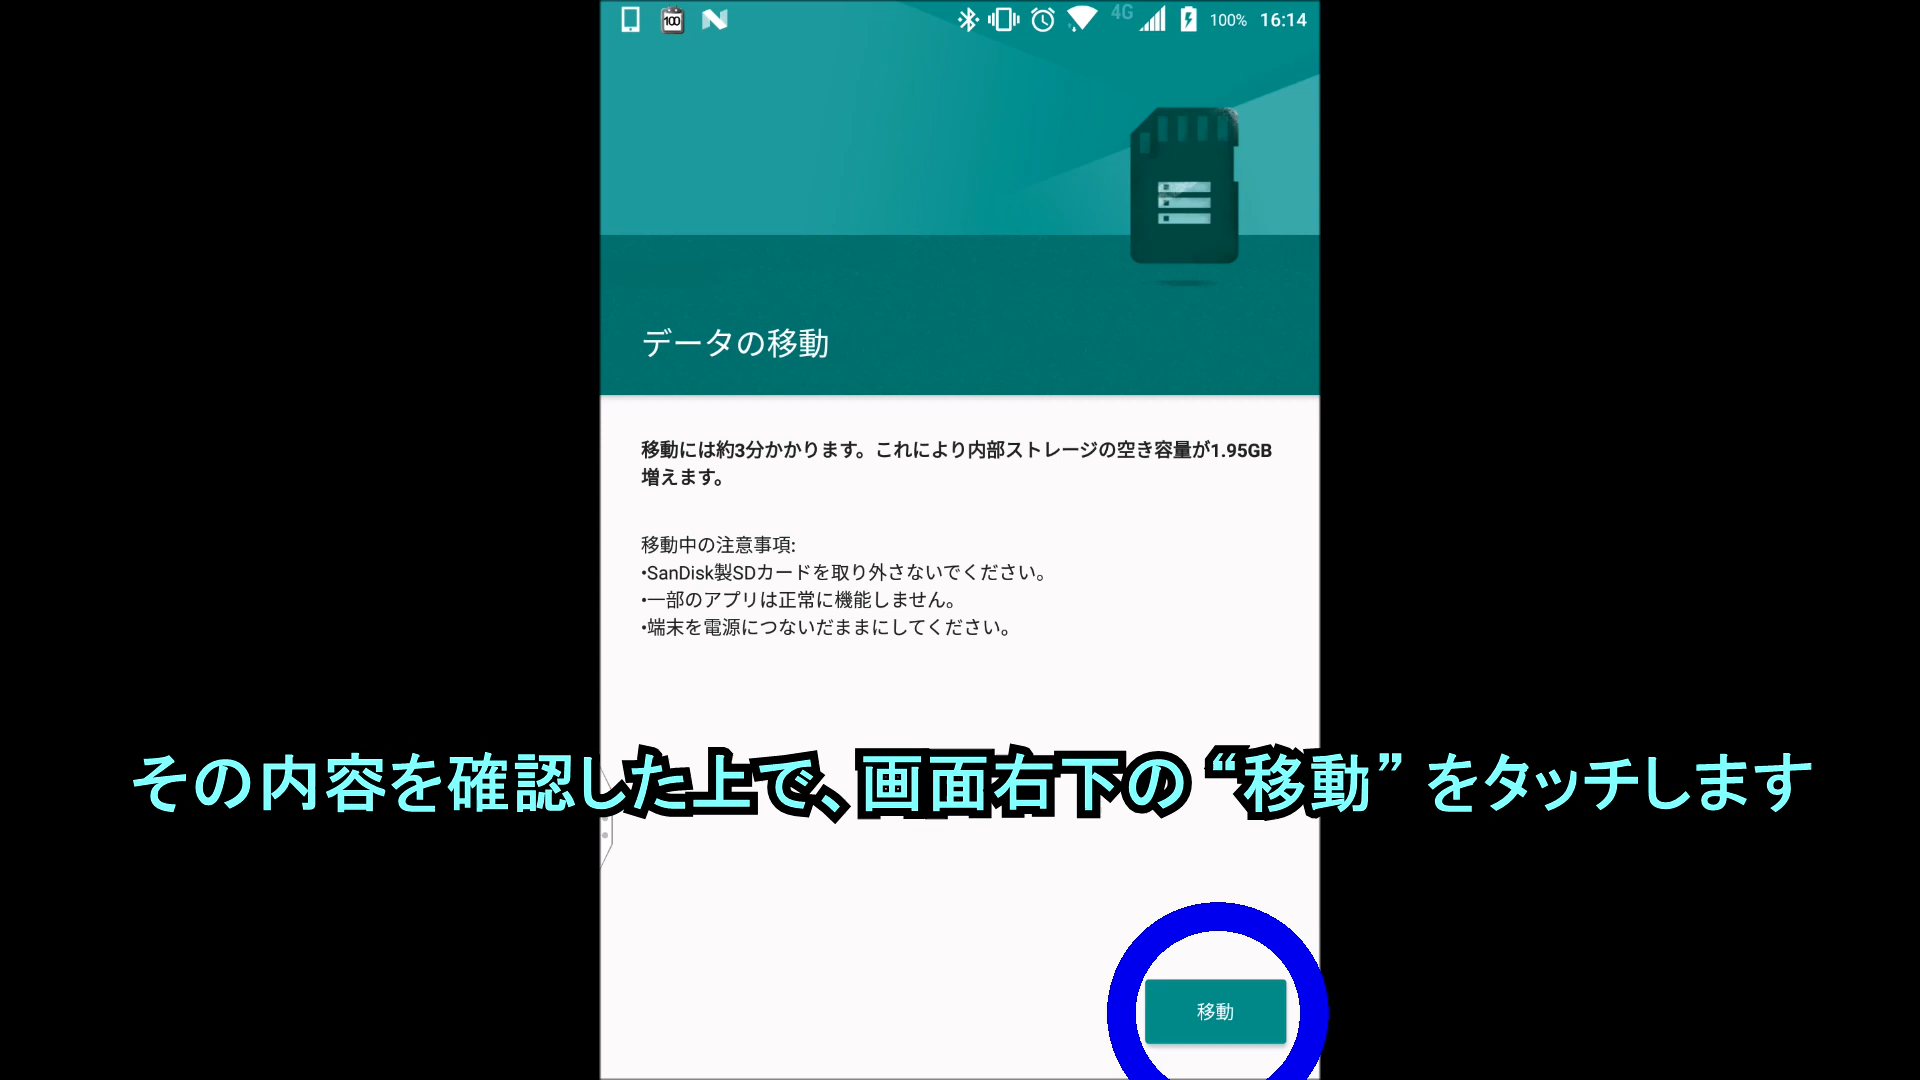 100
4G
100%
16:14
データの移動
移動には約3分かかります。これにより内部ストレージの空き容量が1.95GB
増えます。
移動中の注意事項:
•SanDisk製SDカードを取り外さないでください。
•一部のアプリは正常に機能しません。
•端末を電源につないだままにしてください。
その内容を確認した上で、画面右下の“移動”をタッチします
移動